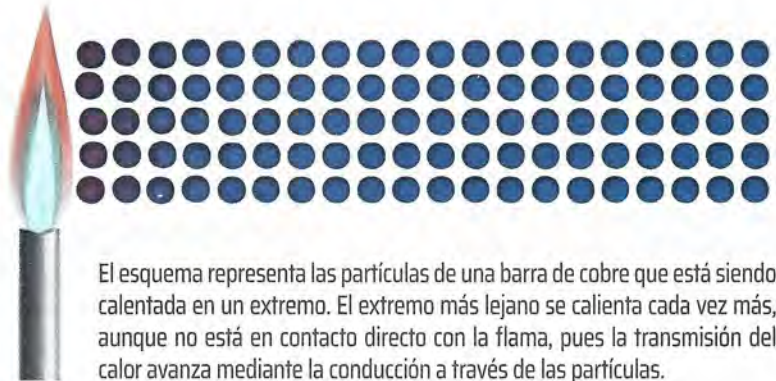 El esquema representa las partículas de una barra de cobre que está siendo
calentada en un extremo. El extremo más lejano se calienta cada vez más,
aunque no está en contacto directo con la flama, pues la transmisión del
calor avanza mediante la conducción a través de las partículas.